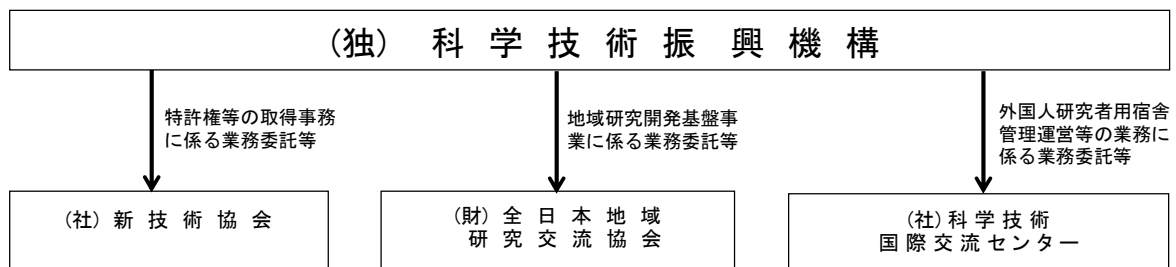 (独) 科学技術振興機構
特許権等の取得事務
に係る業務委託等
地域研究開発基盤事
業に係る業務委託等
外国人研究者用宿舎
管理運営等の業務に
係る業務委託等
(社) 新技術協会
(財) 全日本地域
研究交流協会
(社) 科学技術
国際交流センター